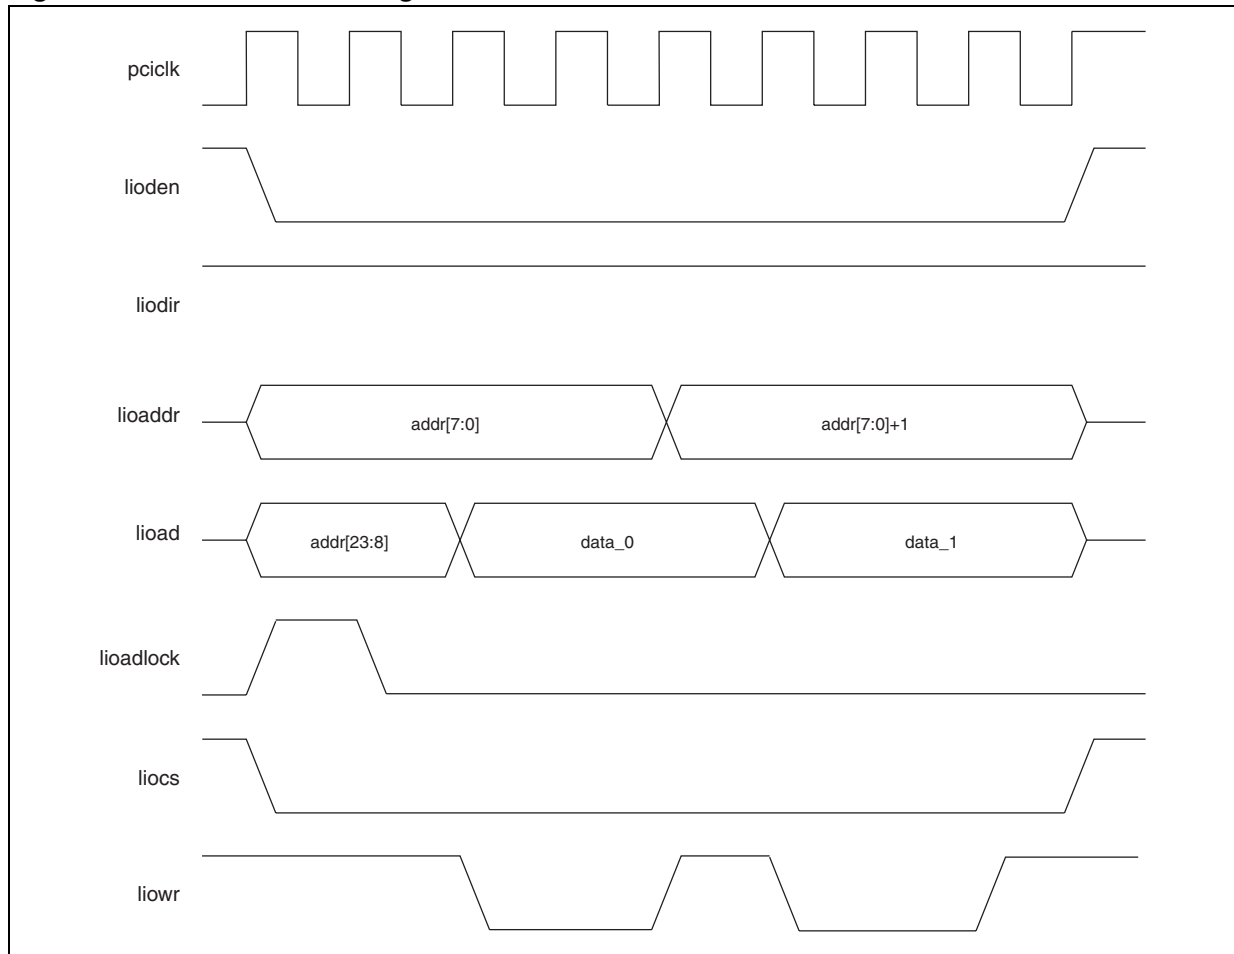 pciclk
lioden
liodir
lioaddr
addr[7:0]
addr[7:0]+1
lioad
addr[23:8]
data_0
data_1
lioadlock
liocs
liowr